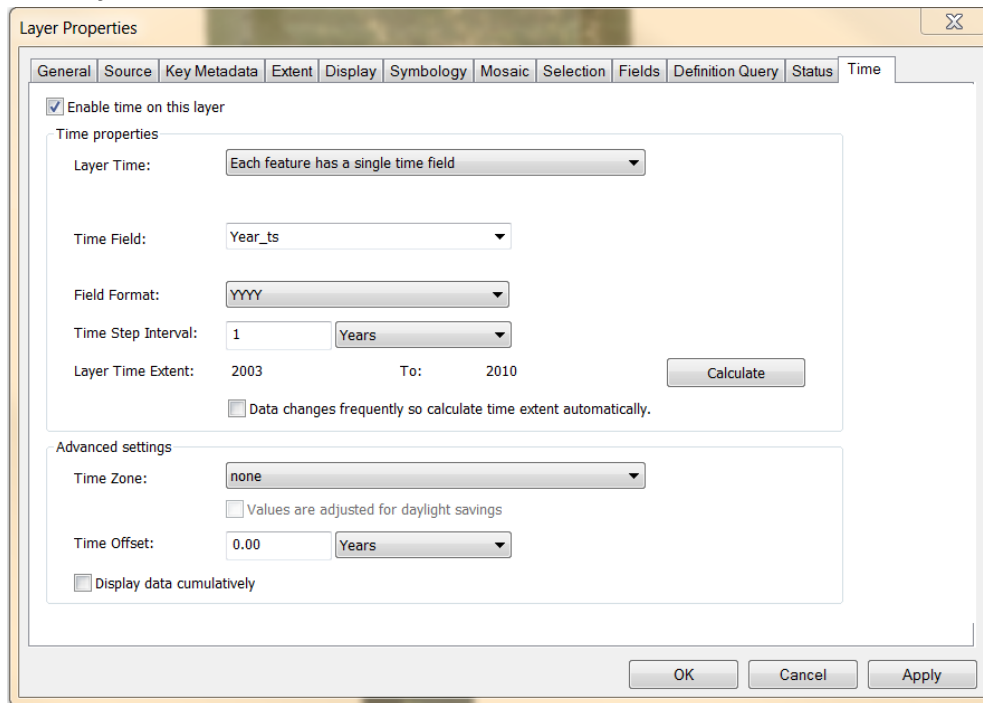 Layer Properties
General Source Key Metadata Extent Display Symbology Mosaic Selection Fields Definition Query Status Time
Enable time on this layer
Time properties
Layer Time: Each feature has a single time field
Time Field: Year_ts
Field Format: YYYY
Time Step Interval: 1 Years
Layer Time Extent: 2003 To: 2010 Calculate
Data changes frequently so calculate time extent automatically.
Advanced settings
Time Zone: none
Values are adjusted for daylight savings
Time Offset: 0.00 Years
Display data cumulatively
OK Cancel Apply